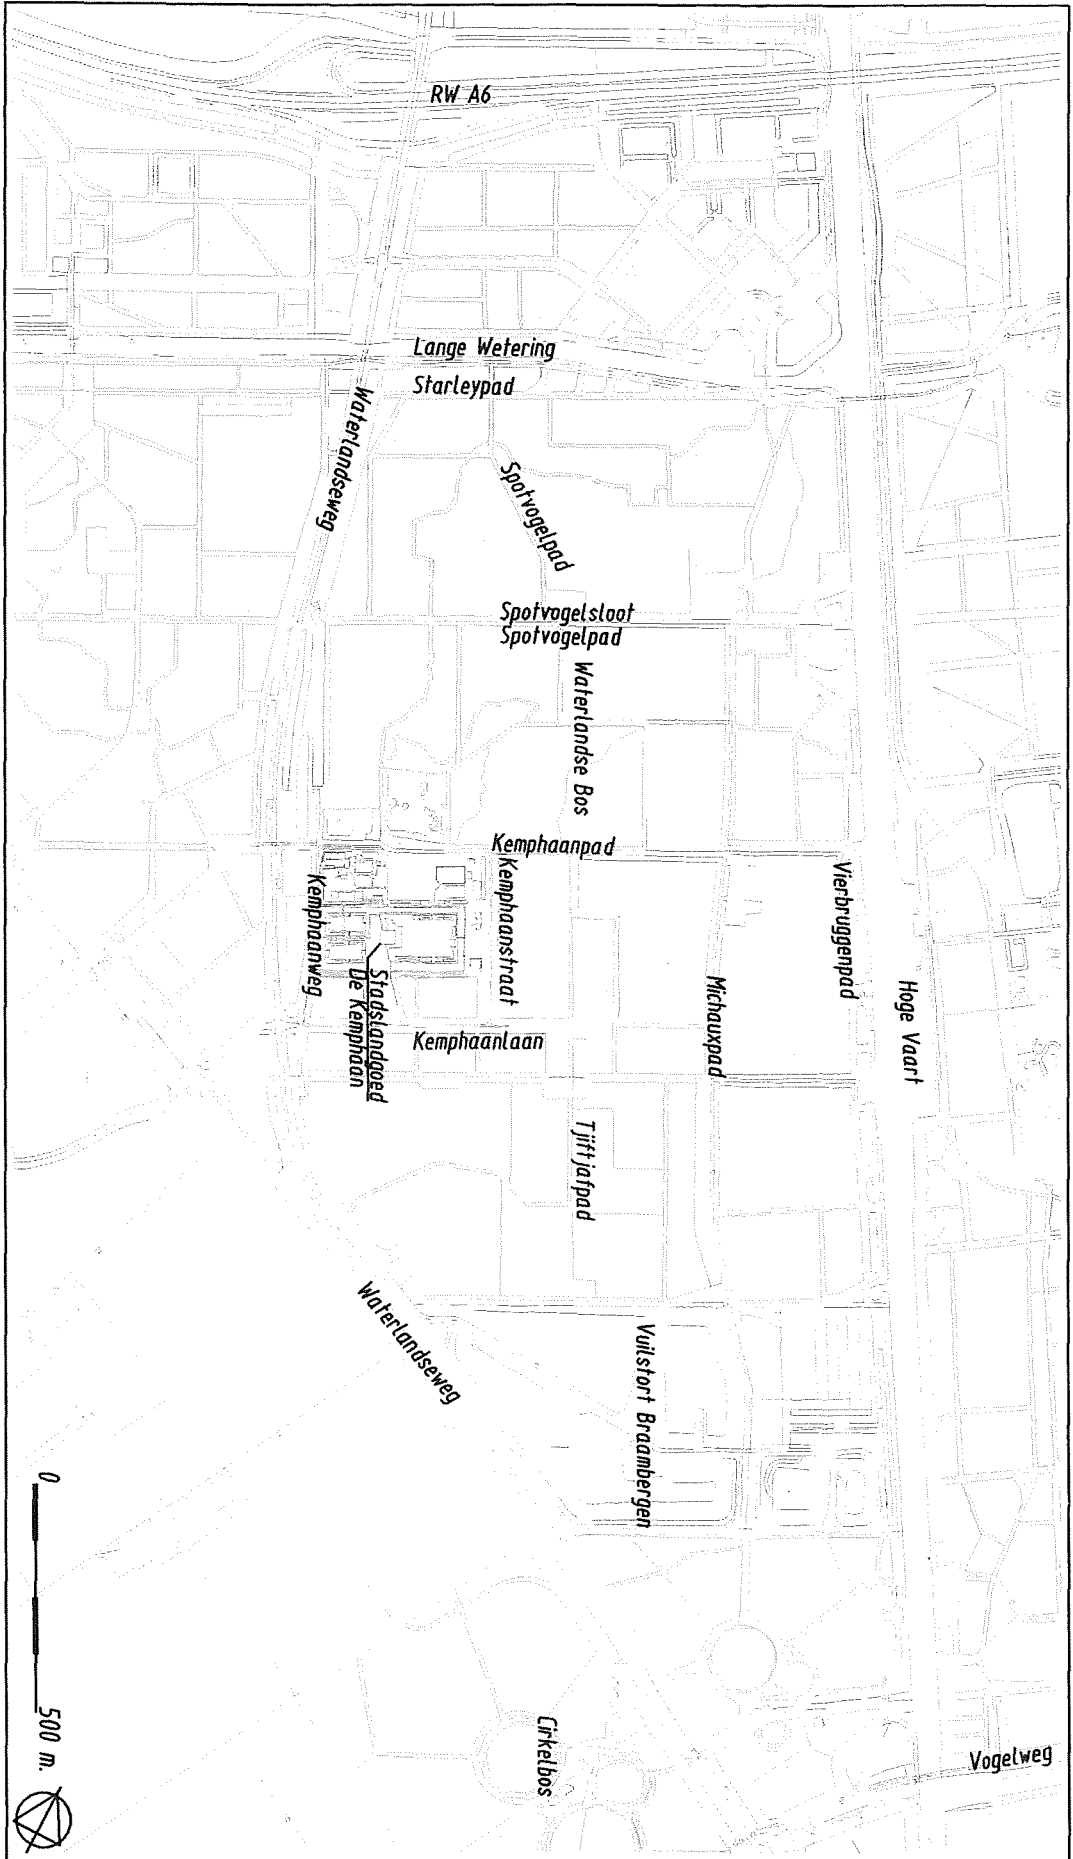 RW A6
Lange Wetering
Starleypad
Waterlandseweg
Spotvogelpad
Spotvogelsloot
Spotvogelpad
Waterlandse Bos
Kemphaanpad
Kemphaanstraat
Kemphaanweg
Stadslandgoed
De Kemphaan
Vierbruggenpad
Hoge Vaart
Michauxpad
Kemphaanlaan
Tjiftjafpad
Waterlandseweg
Vuilstort Braambergen
0
500 m.
Cirkelbos
Vogelweg